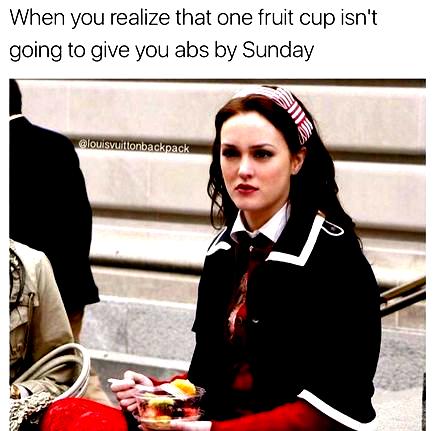 When you realize that one fruit cup isn't
going to give you abs by Sunday
@louisvuittonbackpack